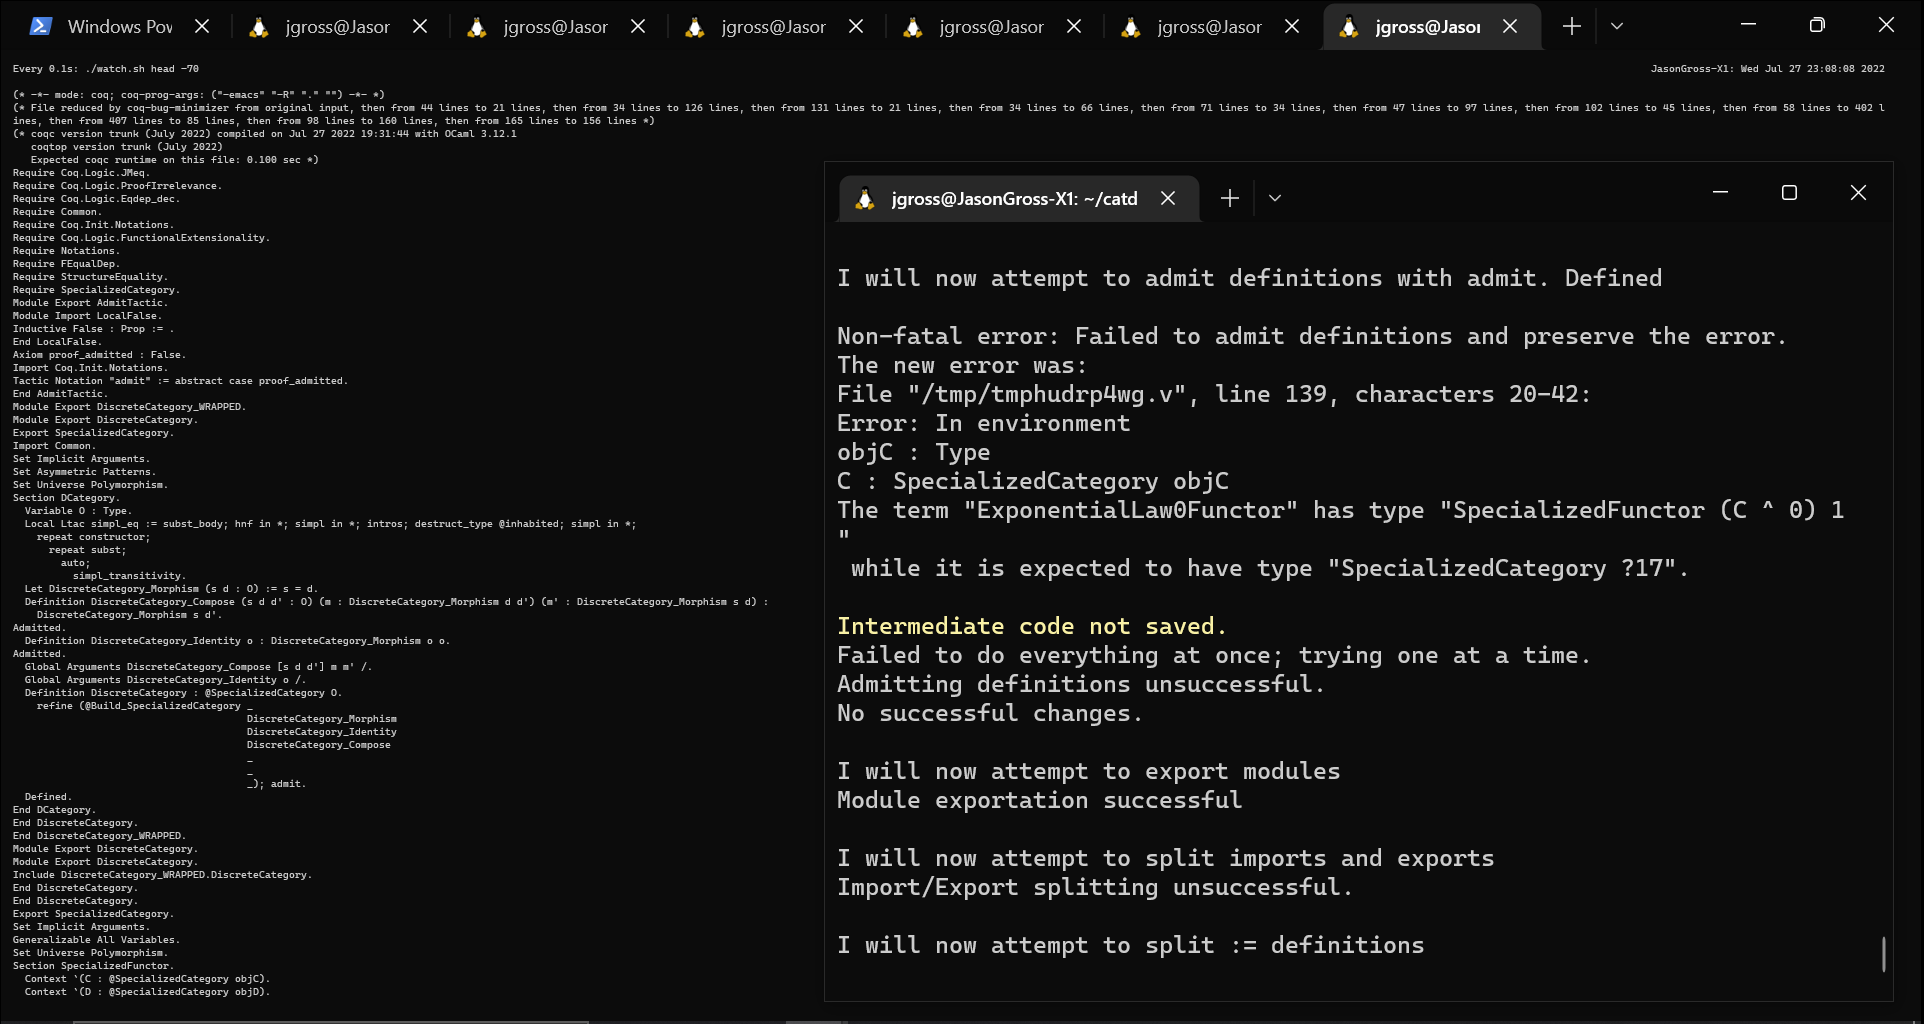 Windows Pow
jgross@Jasor
jgross@Jasor
jgross@Jasor
jgross@Jasor
jgross@Jasor
jgross@Jasor
Every 0.1s: ./watch.sh head -70
JasonGross-X1: Wed Jul 27 23:08:08 2022
(* -*- mode: coq; coq-prog-args: ("-emacs" "-R" "." "") -*- *)
(* File reduced by coq-bug-minimizer from original input, then from 44 lines to 21 lines, then from 34 lines to 126 lines, then from 131 lines to 21 lines, then from 34 lines to 66 lines, then from 71 lines to 34 lines, then from 47 lines to 97 lines, then from 102 lines to 45 lines, then from 58 lines to 402 l
ines, then from 407 lines to 85 lines, then from 98 lines to 160 lines, then from 165 lines to 156 lines *)
(* coqc version trunk (July 2022) compiled on Jul 27 2022 19:31:44 with OCaml 3.12.1
coqtop version trunk (July 2022)
Expected coqc runtime on this file: 0.100 sec *)
Require Coq.Logic.JMeq.
Require Coq.Logic.ProofIrrelevance.
Require Coq.Logic.Eqdep_dec.
Require Common.
Require Coq.Init.Notations.
Require Coq.Logic.FunctionalExtensionality.
Require Notations.
Require FEqualDep.
Require StructureEquality.
Require SpecializedCategory.
Module Export AdmitTactic.
Module Import LocalFalse.
Inductive False : Prop := .
End LocalFalse.
Axiom proof_admitted : False.
Import Coq.Init.Notations.
Tactic Notation "admit" := abstract case proof_admitted.
End AdmitTactic.
Module Export DiscreteCategory_WRAPPED.
Module Export DiscreteCategory.
Export SpecializedCategory.
Import Common.
Set Implicit Arguments.
Set Asymmetric Patterns.
Set Universe Polymorphism.
Section DCategory.
Variable O : Type.
Local Ltac simpl_eq := subst_body; hnf in *; simpl in *; intros; destruct_type @inhabited; simpl in *;
repeat constructor;
repeat subst;
auto;
simpl_transitivity.
Let DiscreteCategory_Morphism (s d : O) := s = d.
Definition DiscreteCategory_Compose (s d d' : O) (m : DiscreteCategory_Morphism d d') (m' : DiscreteCategory_Morphism s d) :
DiscreteCategory_Morphism s d'.
Admitted.
Definition DiscreteCategory_Identity o : DiscreteCategory_Morphism o o.
Admitted.
Global Arguments DiscreteCategory_Compose [s d d'] m m' /.
Global Arguments DiscreteCategory_Identity o /.
Definition DiscreteCategory : @SpecializedCategory O.
refine (@Build_SpecializedCategory _
DiscreteCategory_Morphism
DiscreteCategory_Identity
DiscreteCategory_Compose
_
_
_); admit.
Defined.
End DCategory.
End DiscreteCategory.
End DiscreteCategory_WRAPPED.
Module Export DiscreteCategory.
Module Export DiscreteCategory.
Include DiscreteCategory_WRAPPED.DiscreteCategory.
End DiscreteCategory.
End DiscreteCategory.
Export SpecializedCategory.
Set Implicit Arguments.
Generalizable All Variables.
Set Universe Polymorphism.
Section SpecializedFunctor.
Context `(C : @SpecializedCategory objC).
Context `(D : @SpecializedCategory objD).
jgross@JasonGross-X1: ~/catd
I will now attempt to admit definitions with admit. Defined
Non-fatal error: Failed to admit definitions and preserve the error.
The new error was:
File "/tmp/tmphudrp4wg.v", line 139, characters 20-42:
Error: In environment
objC : Type
C : SpecializedCategory objC
The term "ExponentialLaw0Functor" has type "SpecializedFunctor (C ^ 0) 1
"
while it is expected to have type "SpecializedCategory ?17".
Intermediate code not saved.
Failed to do everything at once; trying one at a time.
Admitting definitions unsuccessful.
No successful changes.
I will now attempt to export modules
Module exportation successful
I will now attempt to split imports and exports
Import/Export splitting unsuccessful.
I will now attempt to split := definitions